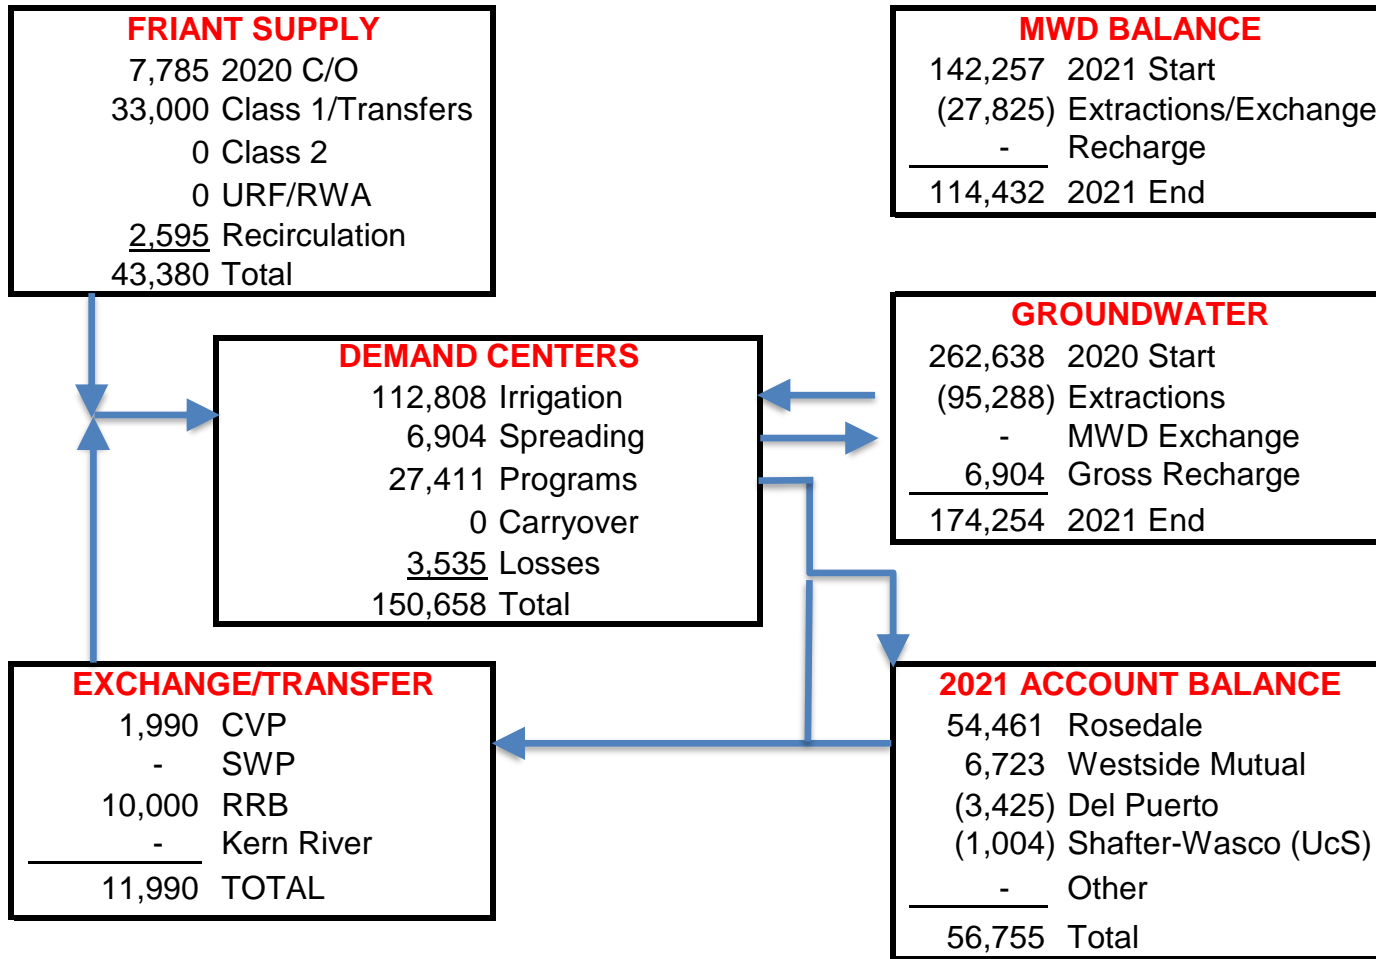 FRIANT SUPPLY
7,785 2020 C/O
33,000 Class 1/Transfers
0 Class 2
0 URF/RWA
2,595 Recirculation
43,380 Total
MWD BALANCE
142,257 2021 Start
(27,825) Extractions/Exchange
- Recharge
114,432 2021 End
DEMAND CENTERS
112,808 Irrigation
6,904 Spreading
27,411 Programs
0 Carryover
3,535 Losses
150,658 Total
GROUNDWATER
262,638 2020 Start
(95,288) Extractions
- MWD Exchange
6,904 Gross Recharge
174,254 2021 End
EXCHANGE/TRANSFER
1,990 CVP
- SWP
10,000 RRB
- Kern River
11,990 TOTAL
2021 ACCOUNT BALANCE
54,461 Rosedale
6,723 Westside Mutual
(3,425) Del Puerto
(1,004) Shafter-Wasco (UcS)
- Other
56,755 Total